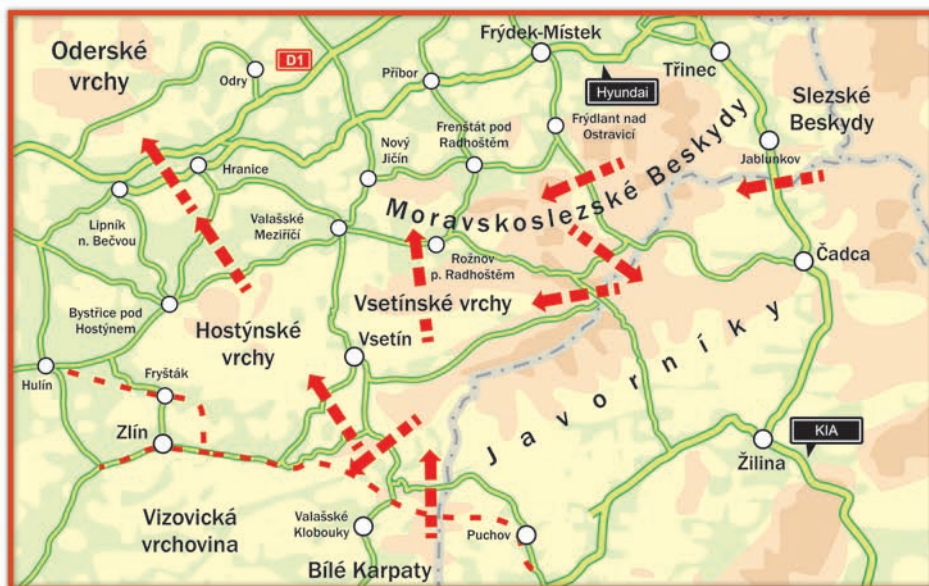 Oderské
vrchy
Odry
D1
Příbor
Frýdek-Místek
Hyundai
Třinec
Slezské
Beskydy
Frýdlant nad
Ostravicí
Jablunkov
Nový
Jičín
Frenštát pod
Radhoštěm
Hranice
Lipník
n. Bečvou
Valašské
Meziříčí
Moravskoslezské Beskydy
Rožnov
p. Radhoštěm
Čadca
Bystřice pod
Hostýnem
Hostýnské
vrchy
Vsetínské vrchy
Vsetín
Javorníky
Hulín
Fryšták
Zlín
KIA
Žilina
Vizovická
vrchovina
Valašské
Klobouky
Puchov
Bílé Karpaty